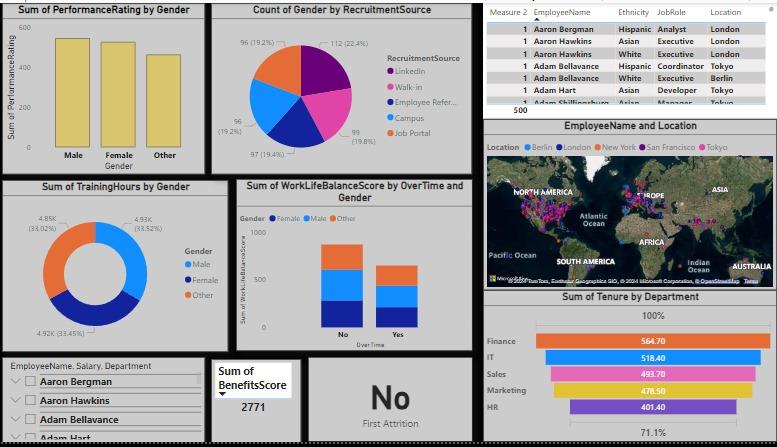 Sum of PerformanceRating by Gender
Sum of PerformanceRating
600
400
200
0
Male Female Other
Gender
Count of Gender by RecruitmentSource
96 (19.2%)
112 (22.4%)
96
(19.2%)
99
(19.8%)
97 (19.4%)
RecruitmentSource
LinkedIn
Walk-in
Employee Refer...
Campus
Job Portal
Measure 2 EmployeeName Ethnicity JobRole Location
1 Aaron Bergman Hispanic Analyst London
1 Aaron Hawkins Asian Executive London
1 Aaron Hawkins White Executive London
1 Adam Bellavance Hispanic Coordinator Tokyo
1 Adam Bellavance White Executive Berlin
1 Adam Hart Asian Developer Tokyo
1 Adam Shillingsburg Asian Manager Tokyo
500
EmployeeName and Location
Location Berlin London New York San Francisco Tokyo
NORTH AMERICA
EUROPE
ASIA
Atlantic
Ocean
AFRICA
Pacific Ocean
SOUTH AMERICA
Indian
Ocean
AUSTRALIA
© 2024 TomTom, Earthstar Geographics SIO, © 2024 Microsoft Corporation, © OpenStreetMap Terms
Sum of TrainingHours by Gender
4.85K
(33.02%)
4.93K
(33.52%)
4.92K (33.45%)
Gender
Male
Female
Other
Sum of WorkLifeBalanceScore by OverTime and
Gender
Gender Female Male Other
Sum of WorkLifeBalanceScore
1000
500
0
No Yes
OverTime
Sum of Tenure by Department
100%
Finance 564.70
IT 518.40
Sales 493.70
Marketing 478.50
HR 401.40
71.1%
EmployeeName, Salary, Department
Aaron Bergman
Aaron Hawkins
Adam Bellavance
Adam Hart
Sum of
BenefitsScore
2771
No
First Attrition